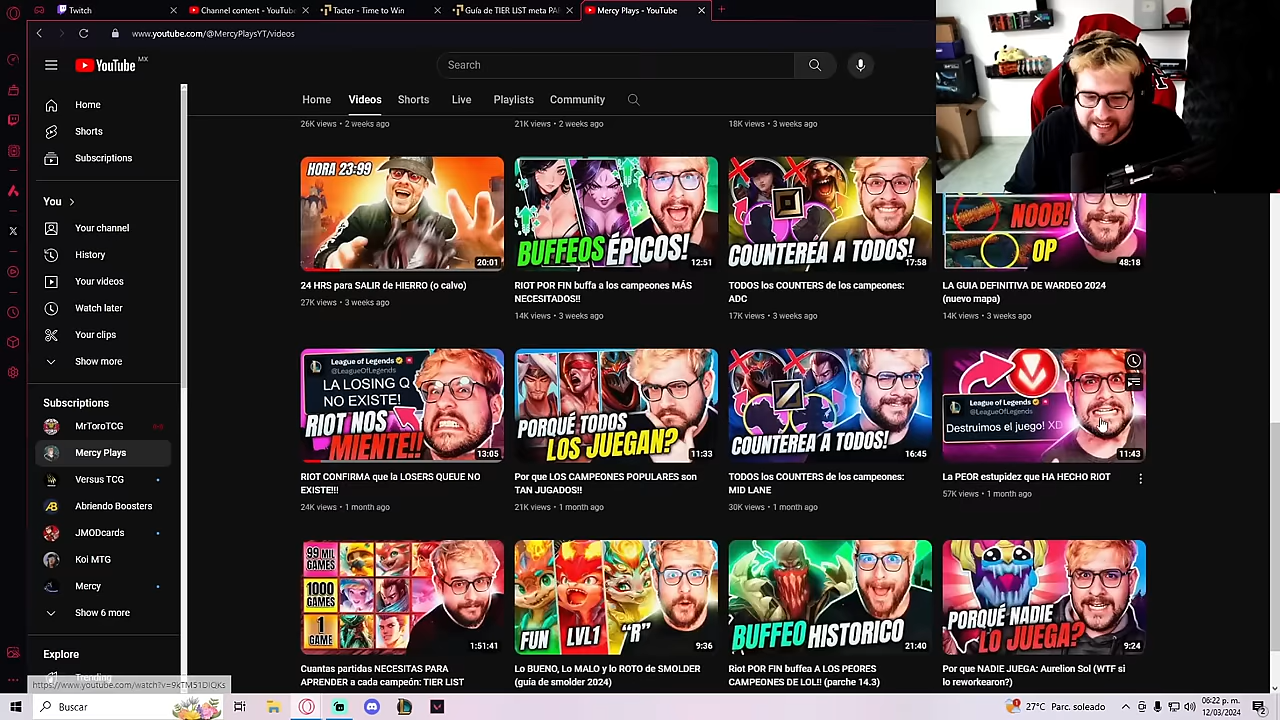 Twitch
Channel content - YouTube
Tacter - Time to Win
Guía de TIER LIST meta PA
Mercy Plays - YouTube
www.youtube.com/@MercyPlaysYT/videos
YouTube MX
Search
Home Videos Shorts Live Playlists Community
26K views • 2 weeks ago
21K views • 2 weeks ago
18K views • 3 weeks ago
Home
Shorts
Subscriptions
You
Your channel
History
Your videos
Watch later
Your clips
Show more
Subscriptions
MrToroTCG
Mercy Plays
Versus TCG
Abriendo Boosters
JMODcards
Koi MTG
Mercy
Show 6 more
Explore
Trending
HORA 23:99
20:01
24 HRS para SALIR de HIERRO (o calvo)
27K views • 3 weeks ago
BUFFEOS ÉPICOS!
12:51
RIOT POR FIN buffa a los campeones MÁS
NECESITADOS!!
14K views • 3 weeks ago
COUNTEREA A TODOS!
17:58
TODOS los COUNTERS de los campeones:
ADC
17K views • 3 weeks ago
NOOB!
OP
48:18
LA GUIA DEFINITIVA DE WARDEO 2024
(nuevo mapa)
14K views • 3 weeks ago
League of Legends
@LeagueOfLegends
LA LOSING Q
NO EXISTE!
RIOT NOS
MIENTE!!
13:05
RIOT CONFIRMA que la LOSERS QUEUE NO
EXISTE!!!
24K views • 1 month ago
PORQUÉ TODOS
LOS JUEGAN?
11:33
Por que LOS CAMPEONES POPULARES son
TAN JUGADOS!!
21K views • 1 month ago
COUNTEREA A TODOS!
16:45
TODOS los COUNTERS de los campeones:
MID LANE
30K views • 1 month ago
League of Legends
@LeagueOfLegends
Destruimos el juego! XD
11:43
La PEOR estupidez que HA HECHO RIOT
57K views • 1 month ago
99 MIL
GAMES
1000
GAMES
1
GAME
1:51:41
Cuantas partidas NECESITAS PARA
APRENDER a cada campeón: TIER LIST
FUN
LVL1
"R"
9:36
Lo BUENO, Lo MALO y lo ROTO de SMOLDER
(guía de smolder 2024)
BUFFEO HISTORICO
21:40
Riot POR FIN buffea A LOS PEORES
CAMPEONES DE LOL!! (parche 14.3)
PORQUÉ NADIE
LO JUEGA?
9:24
Por que NADIE JUEGA: Aurelion Sol (WTF si
lo reworkearon?)
https://www.youtube.com/watch?v=9kTM51DIQKs
Buscar
27°C Parc. soleado
06:22 p. m.
12/03/2024